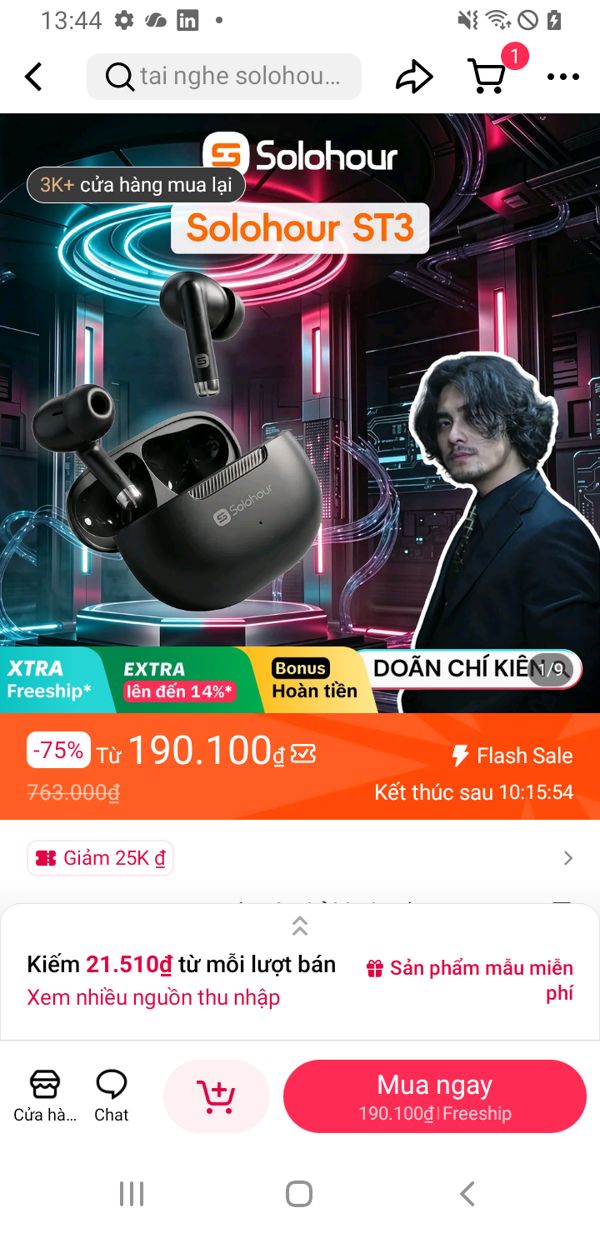 13:44
1
tai nghe solohou...
Solohour
3K+ cửa hàng mua lại
Solohour ST3
Solohour
XTRA
Freeship*
EXTRA
lên đến 14%*
Bonus
Hoàn tiền
DOÃN CHÍ KIÊN
1/9
-75% Từ 190.100₫
Flash Sale
763.000₫
Kết thúc sau 10:15:54
Giảm 25K ₫
Kiếm 21.510₫ từ mỗi lượt bán
Xem nhiều nguồn thu nhập
Sản phẩm mẫu miễn
phí
Cửa hà...
Chat
Mua ngay
190.100₫|Freeship